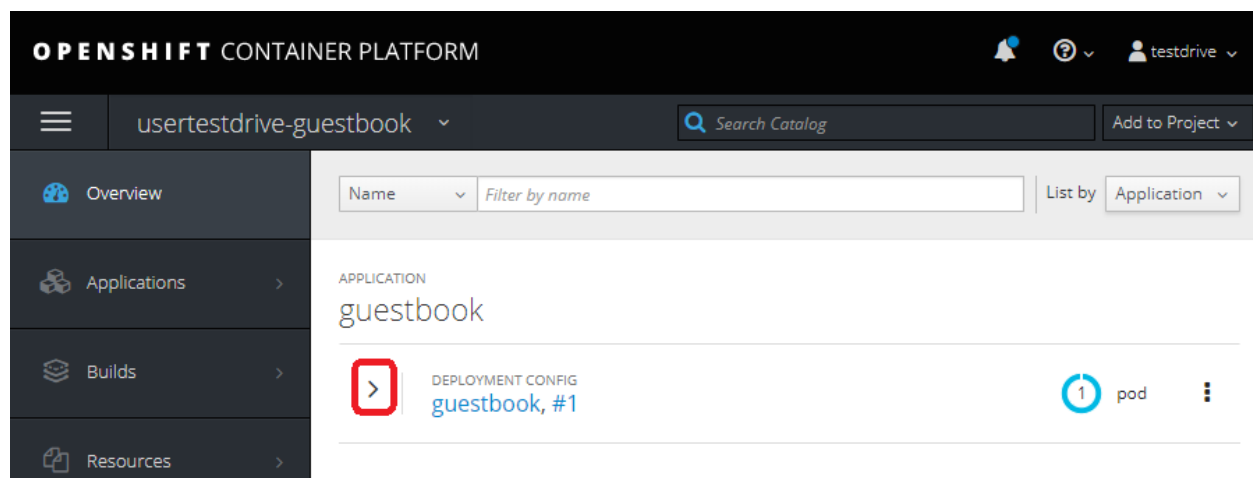 OPENSHIFT CONTAINER PLATFORM
testdrive
usertestdrive-guestbook
Search Catalog
Add to Project
Overview
Name
Filter by name
List by
Application
Applications
APPLICATION
guestbook
Builds
DEPLOYMENT CONFIG
guestbook, #1
1 pod
Resources